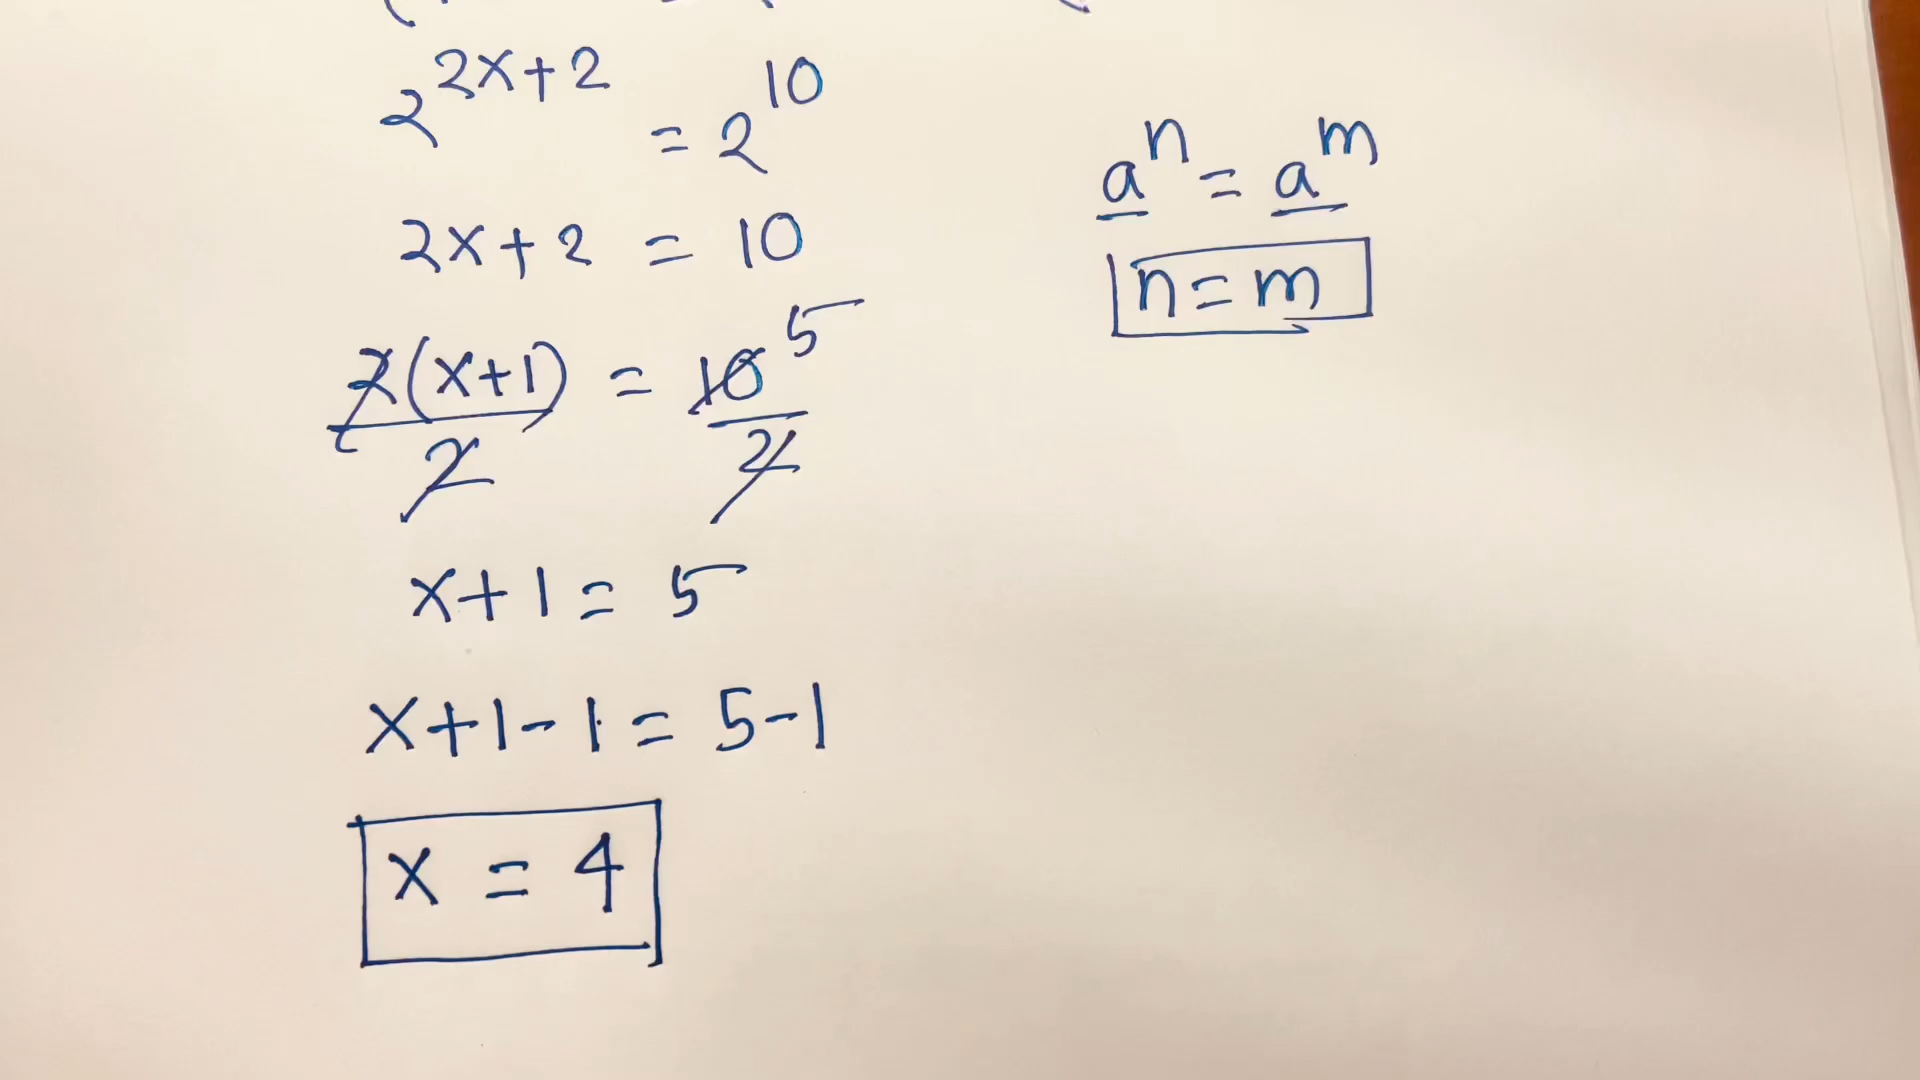 2^{2x+2} = 2^{10}
2x+2 = 10
2(x+1)/2 = 10/2 5
x+1 = 5
x+1-1 = 5-1
x = 4
a^n = a^m
n = m